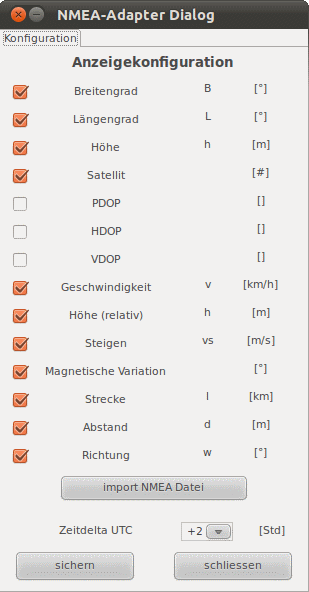 NMEA-Adapter Dialog
Konfiguration
Anzeigekonfiguration
Breitengrad B [°]
Längengrad L [°]
Höhe h [m]
Satellit [#]
PDOP []
HDOP []
VDOP []
Geschwindigkeit v [km/h]
Höhe (relativ) h [m]
Steigen vs [m/s]
Magnetische Variation [°]
Strecke l [km]
Abstand d [m]
Richtung w [°]
import NMEA Datei
Zeitdelta UTC +2 [Std]
sichern schliessen